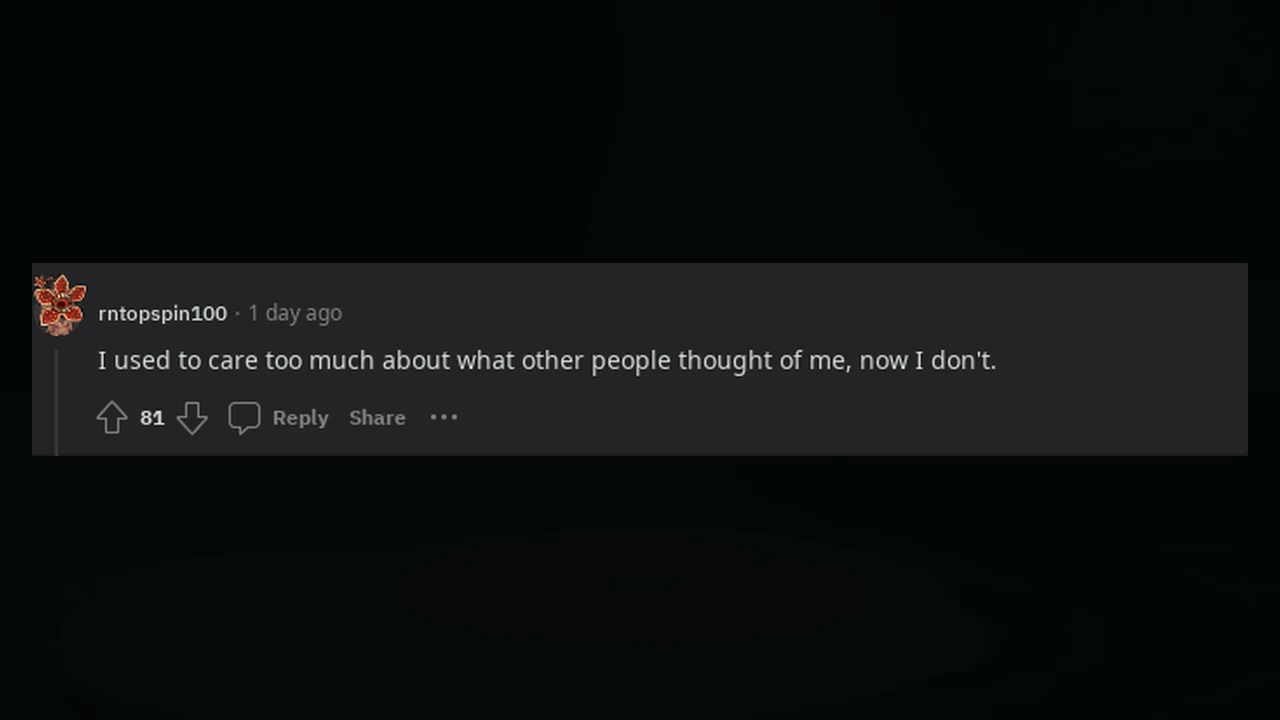 rntopspin100 · 1 day ago
I used to care too much about what other people thought of me, now I don't.
81 Reply Share ···